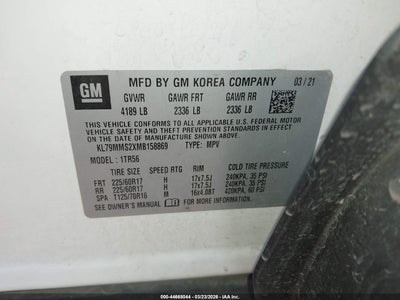 GM
MFD BY GM KOREA COMPANY 03/21
GVWR GAWR FRT GAWR RR
4189 LB 2336 LB 2336 LB
THIS VEHICLE CONFORMS TO ALL APPLICABLE U.S. FEDERAL MOTOR
VEHICLE SAFETY, BUMPER, AND THEFT PREVENTION STANDARDS IN
EFFECT ON THE DATE OF MANUFACTURE SHOWN ABOVE.
KL79MMS2XMB158869 TYPE: MPV
MODEL: 1TR56
TIRE SIZE SPEED RTG RIM COLD TIRE PRESSURE
FRT 225/60R17 H 17x7.5J 240KPA, 35 PSI
RR 225/60R17 H 17x7.5J 240KPA, 35 PSI
SPA T125/70R16 M 16x4.0BT 420KPA, 60 PSI
SEE OWNER'S MANUAL FOR MORE INFORMATION.
000-44668044 - 03/23/2026 - IAAI.COM